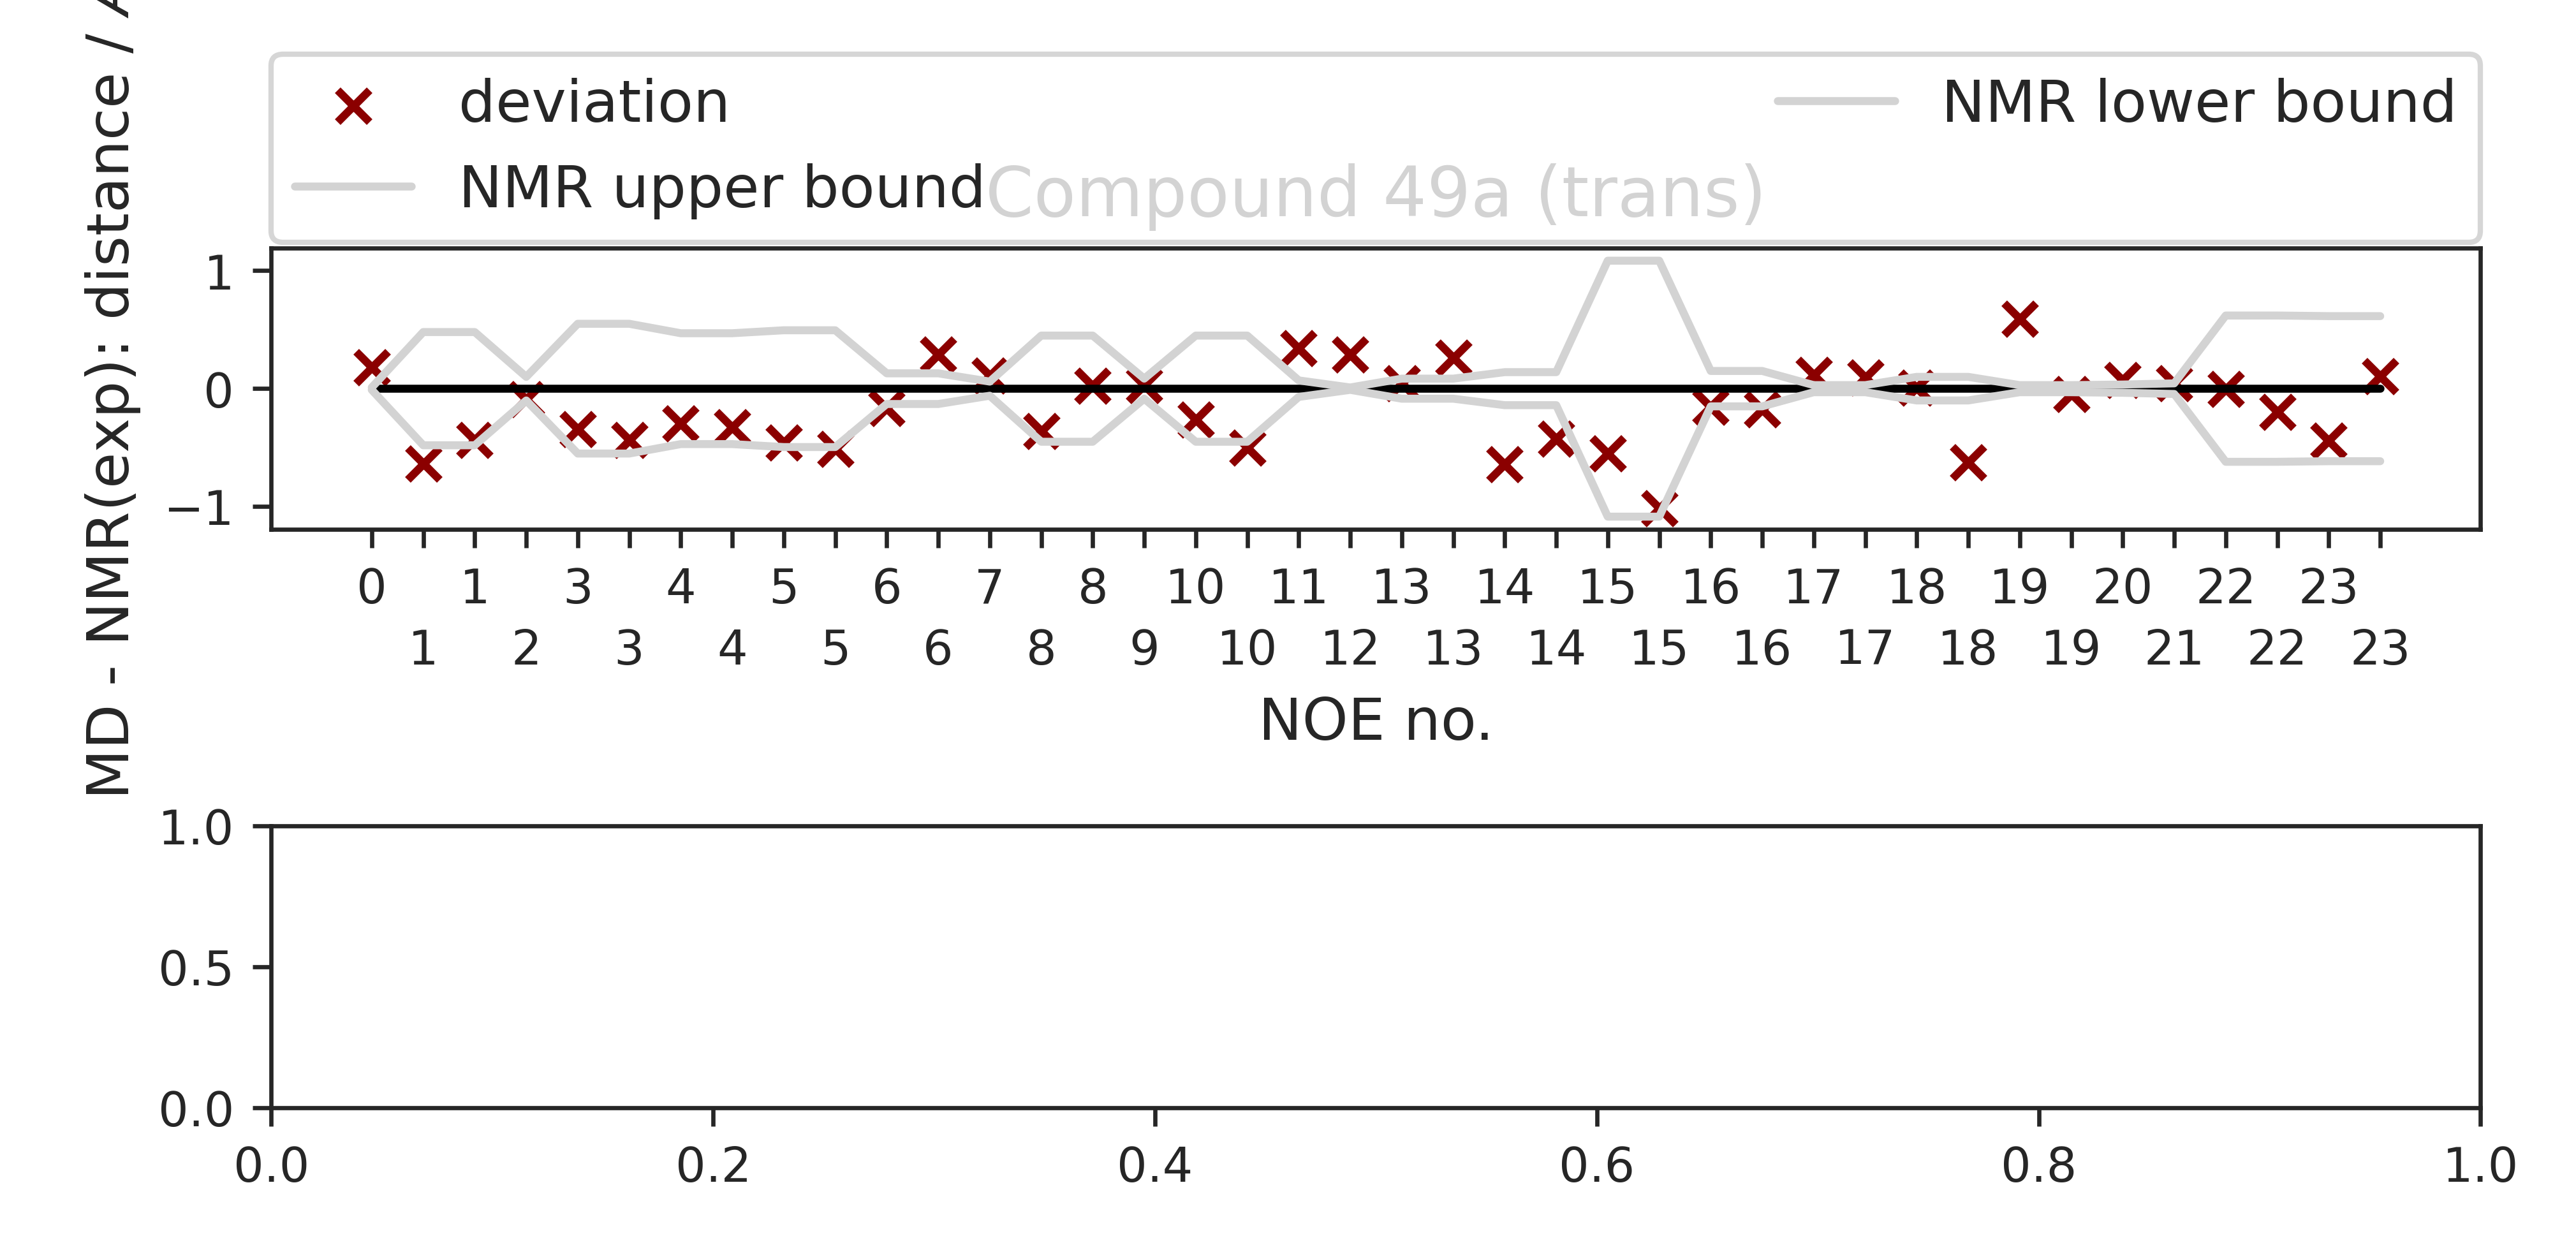 deviation
NMR upper bound
NMR lower bound
Compound 49a (trans)
MD - NMR(exp): distance /
1
0
−1
0 1 3 4 5 6 7 8 10 11 13 14 15 16 17 18 19 20 22 23
1 2 3 4 5 6 8 9 10 12 13 14 15 16 17 18 19 21 22 23
NOE no.
1.0
0.5
0.0
0.0 0.2 0.4 0.6 0.8 1.0